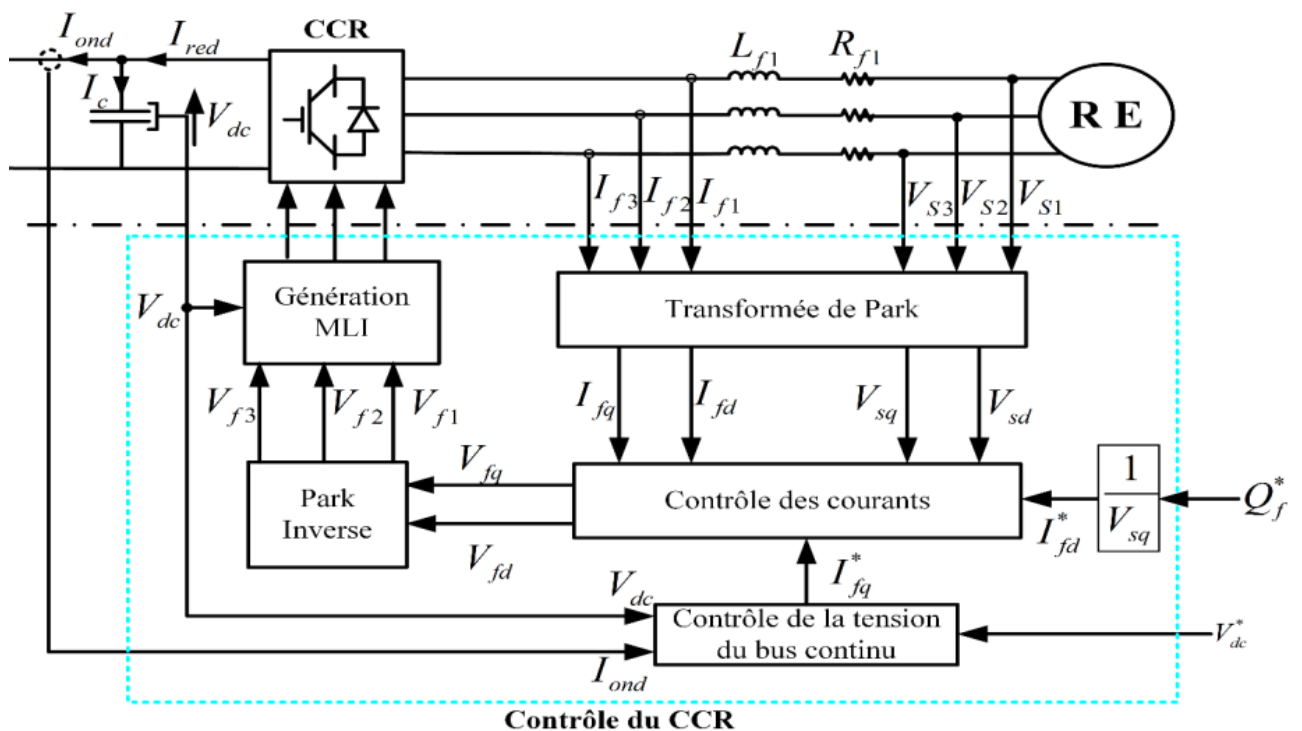 CCR
I_ond
I_red
L_f1
R_f1
I_c
V_dc
R E
I_f3
I_f2
I_f1
V_S3
V_S2
V_S1
Génération
MLI
V_dc
Transformée de Park
V_f3
V_f2
V_f1
I_fq
I_fd
V_sq
V_sd
Park
Inverse
V_fq
V_fd
Contrôle des courants
I*_fd
1
V_sq
Q*_f
I*_fq
V_dc
Contrôle de la tension
du bus continu
V*_dc
I_ond
Contrôle du CCR